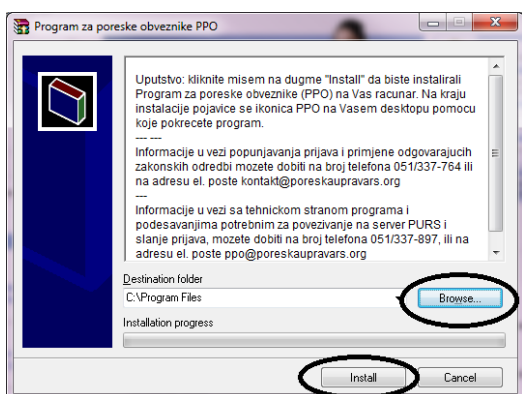 Program za poreske obveznike PPO
Uputstvo: kliknite misem na dugme "Install" da biste instalirali
Program za poreske obveznike (PPO) na Vas racunar. Na kraju
instalacije pojavice se ikonica PPO na Vasem desktopu pomocu
koje pokrecete program.
--- ---
Informacije u vezi popunjavanja prijava i primjene odgovarajucih
zakonskih odredbi mozete dobiti na broj telefona 051/337-764 ili
na adresu el. poste kontakt@poreskaupravars.org
---
Informacije u vezi sa tehnickom stranom programa i
podesavanjima potrebnim za povezivanje na server PURS i
slanje prijava, mozete dobiti na broj telefona 051/337-897, ili na
adresu el. poste ppo@poreskaupravars.org
Destination folder
C:\Program Files
Browse...
Installation progress
Install
Cancel